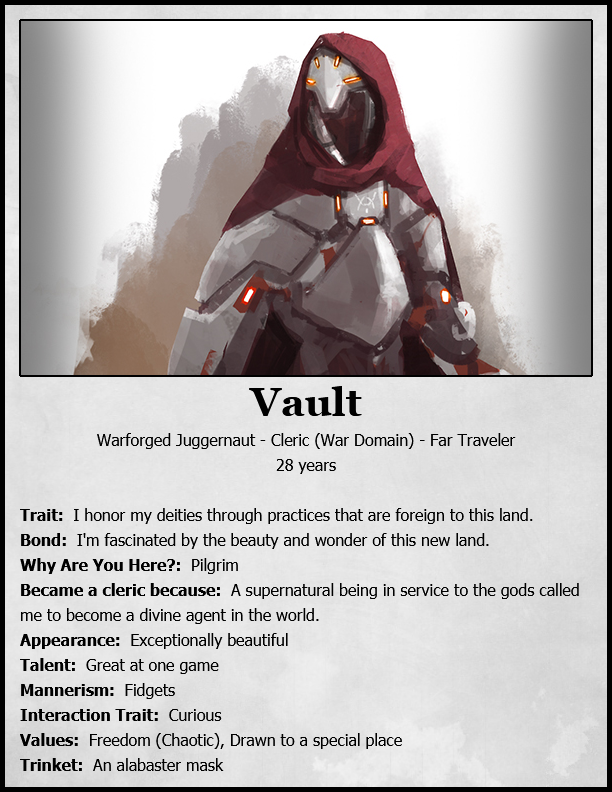 Vault
Warforged Juggernaut - Cleric (War Domain) - Far Traveler
28 years
Trait: I honor my deities through practices that are foreign to this land.
Bond: I'm fascinated by the beauty and wonder of this new land.
Why Are You Here?: Pilgrim
Became a cleric because: A supernatural being in service to the gods called
me to become a divine agent in the world.
Appearance: Exceptionally beautiful
Talent: Great at one game
Mannerism: Fidgets
Interaction Trait: Curious
Values: Freedom (Chaotic), Drawn to a special place
Trinket: An alabaster mask